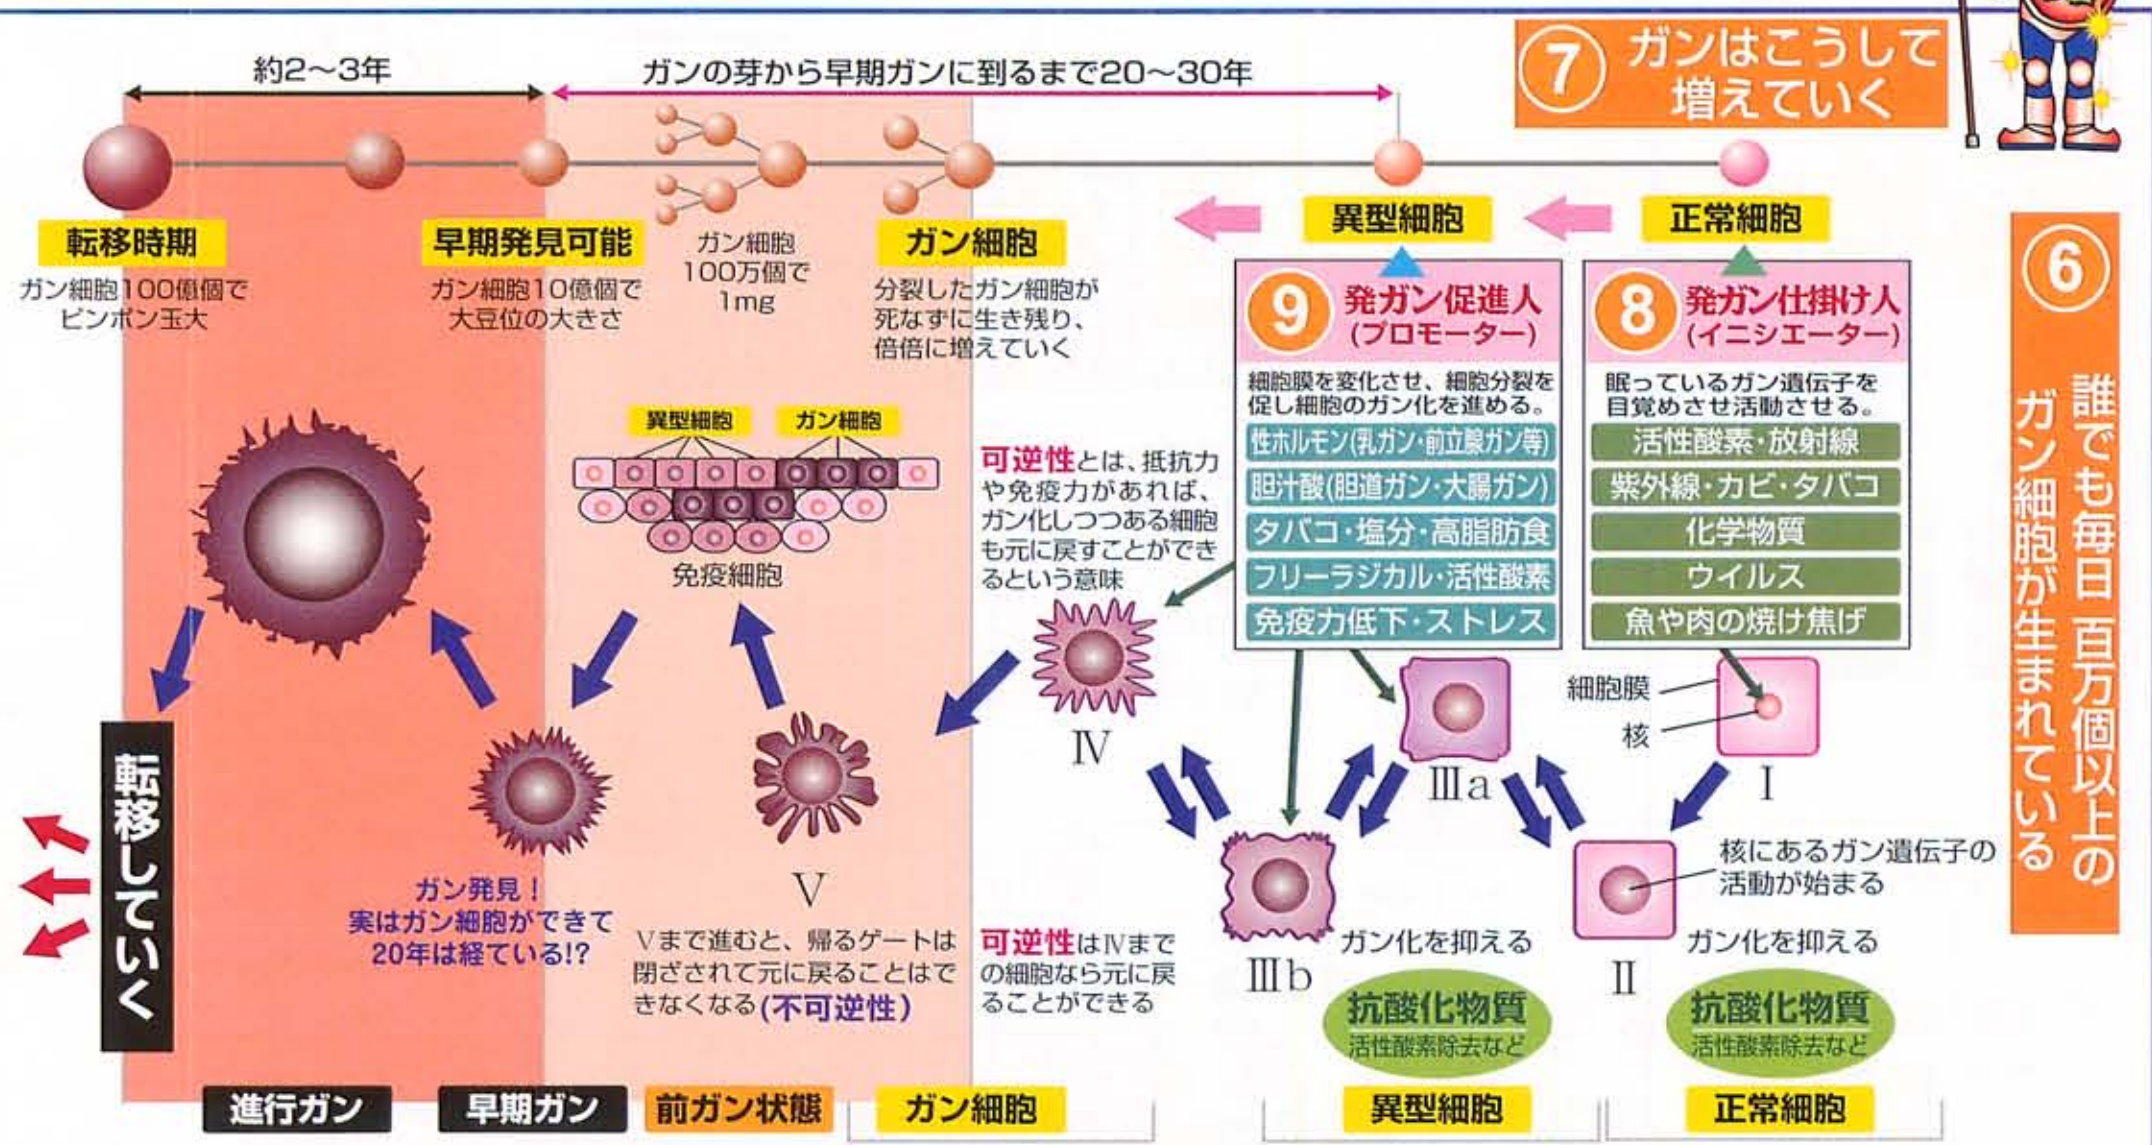 ⑦ ガンはこうして
増えていく
⑥ 誰でも毎日 百万個以上の
ガン細胞が生まれている
約2〜3年
ガンの芽から早期ガンに到るまで20〜30年
転移時期
ガン細胞100億個で
ピンポン玉大
早期発見可能
ガン細胞10億個で
大豆位の大きさ
ガン細胞
100万個で
1mg
ガン細胞
分裂したガン細胞が
死なずに生き残り、
倍倍に増えていく
異型細胞
正常細胞
⑨ 発ガン促進人
(プロモーター)
細胞膜を変化させ、細胞分裂を
促し細胞のガン化を進める。
性ホルモン(乳ガン・前立腺ガン等)
胆汁酸(胆道ガン・大腸ガン)
タバコ・塩分・高脂肪食
フリーラジカル・活性酸素
免疫力低下・ストレス
⑧ 発ガン仕掛け人
(イニシエーター)
眠っているガン遺伝子を
目覚めさせ活動させる。
活性酸素・放射線
紫外線・カビ・タバコ
化学物質
ウイルス
魚や肉の焼け焦げ
異型細胞
ガン細胞
免疫細胞
可逆性とは、抵抗力
や免疫力があれば、
ガン化しつつある細胞
も元に戻すことができ
るという意味
細胞膜
核
Ⅰ
Ⅲa
Ⅳ
核にあるガン遺伝子の
活動が始まる
Ⅱ
Ⅲb
Ⅴ
転移していく
ガン発見！
実はガン細胞ができて
20年は経ている!?
Ⅴまで進むと、帰るゲートは
閉ざされて元に戻ることはで
きなくなる(不可逆性)
可逆性はⅣまで
の細胞なら元に戻
ることができる
ガン化を抑える
抗酸化物質
活性酸素除去など
ガン化を抑える
抗酸化物質
活性酸素除去など
進行ガン
早期ガン
前ガン状態
ガン細胞
異型細胞
正常細胞